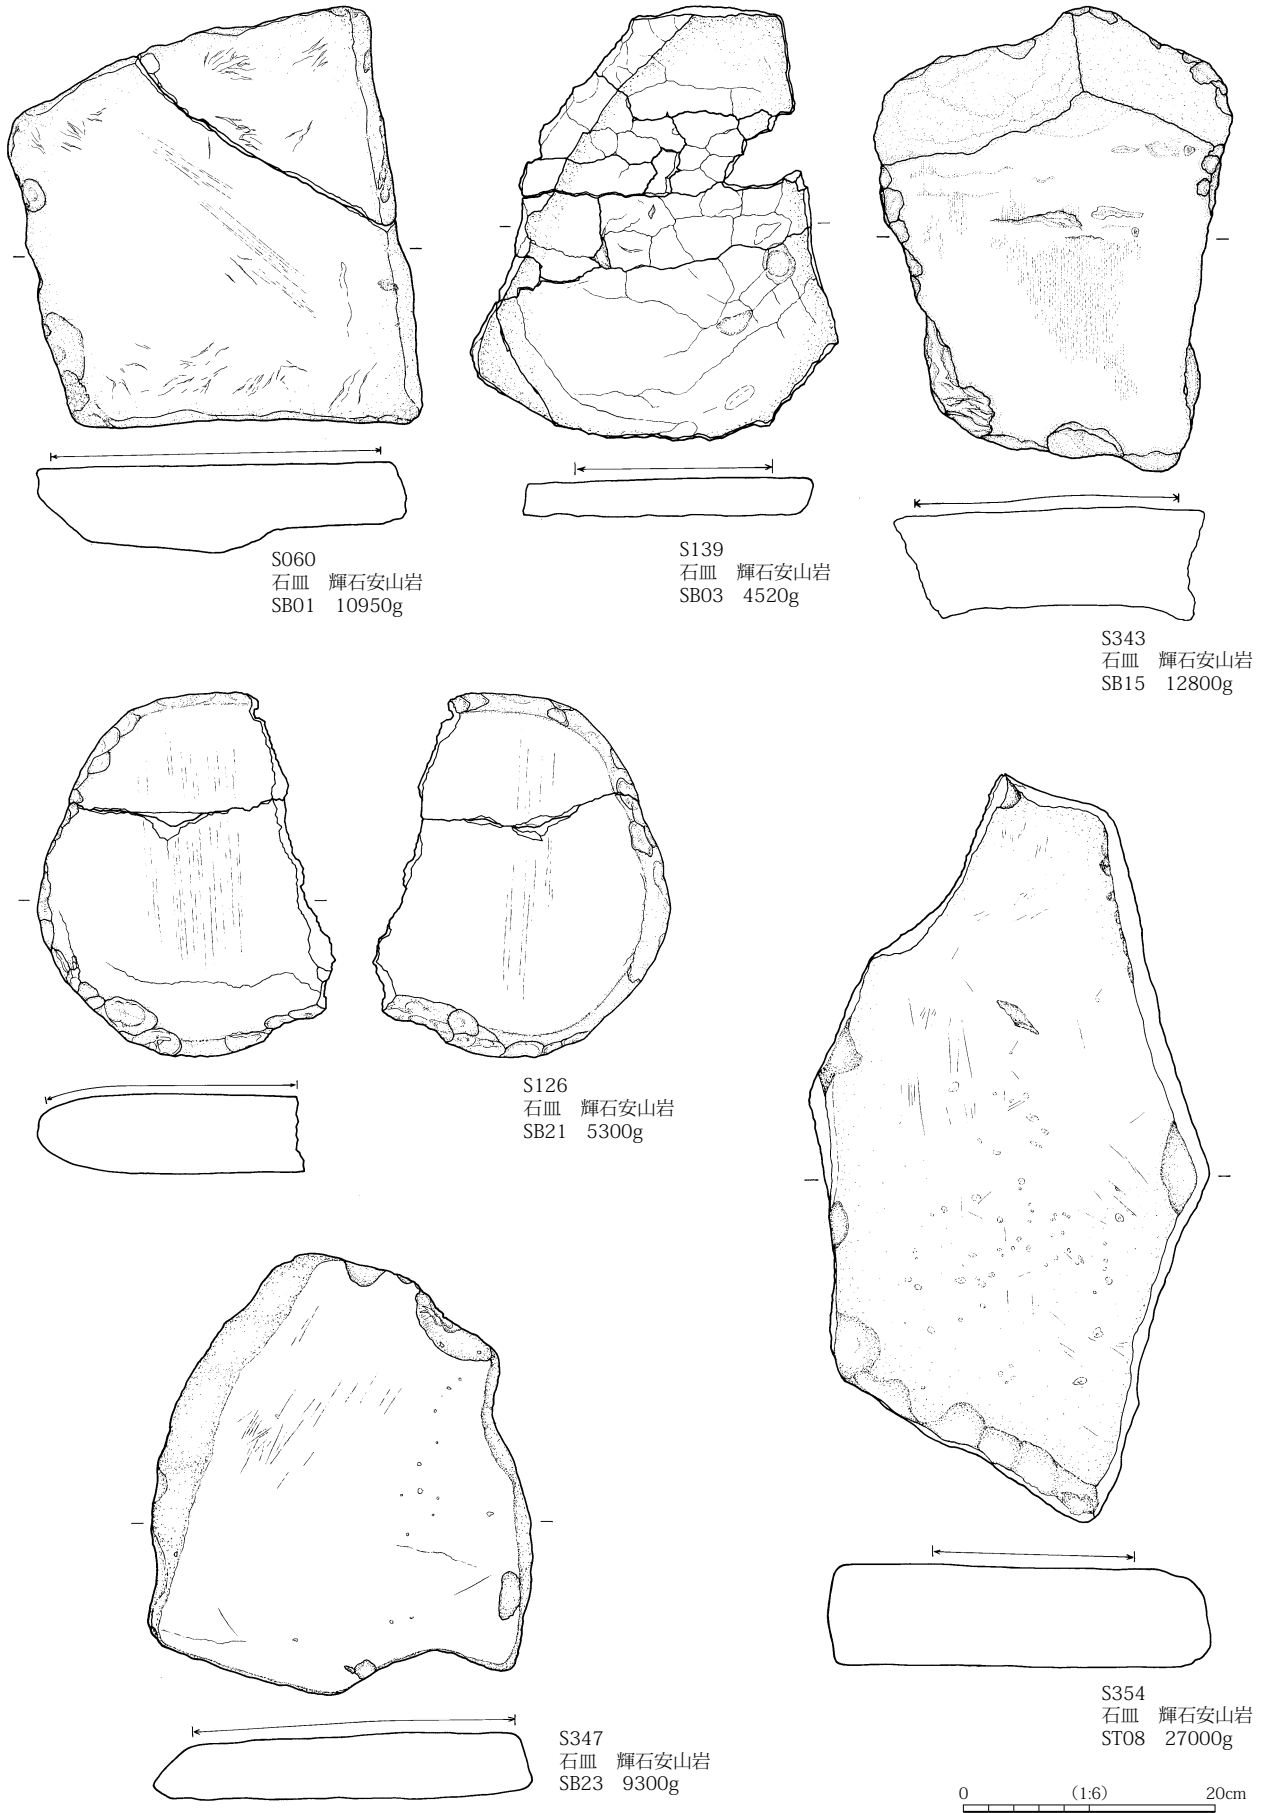 S060
石皿　輝石安山岩
SB01　10950g
S139
石皿　輝石安山岩
SB03　4520g
S343
石皿　輝石安山岩
SB15　12800g
S126
石皿　輝石安山岩
SB21　5300g
S354
石皿　輝石安山岩
ST08　27000g
S347
石皿　輝石安山岩
SB23　9300g
0　(1:6)　20cm